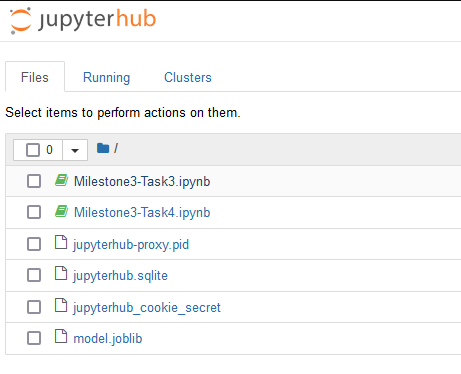 jupyterhub
Files Running Clusters
Select items to perform actions on them.
0 /
Milestone3-Task3.ipynb
Milestone3-Task4.ipynb
jupyterhub-proxy.pid
jupyterhub.sqlite
jupyterhub_cookie_secret
model.joblib